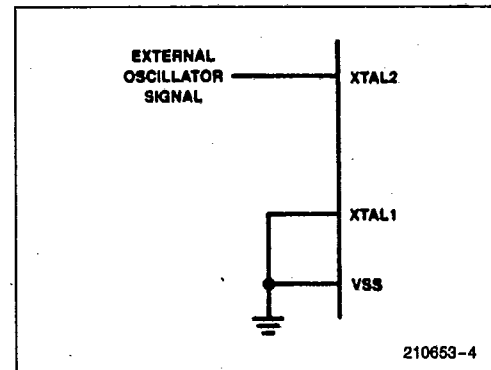 EXTERNAL
OSCILLATOR
SIGNAL
XTAL2
XTAL1
VSS
210653-4